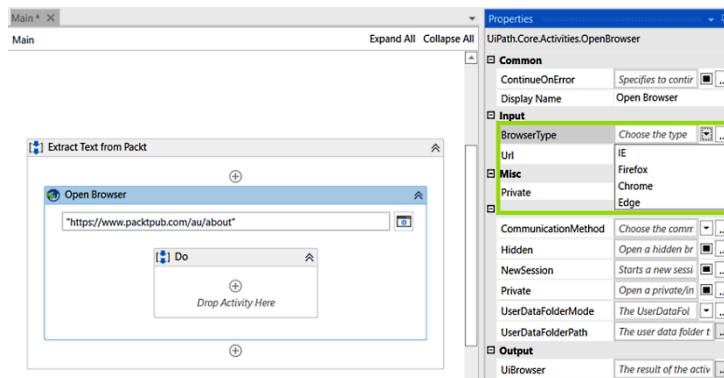 Main* ×
Main
Expand All Collapse All
Extract Text from Packt
Open Browser
"https://www.packtpub.com/au/about"
Do
Drop Activity Here
Properties
UiPath.Core.Activities.OpenBrowser
Common
ContinueOnError Specifies to contir ...
Display Name Open Browser
Input
BrowserType Choose the type ...
Url
IE
Firefox
Chrome
Edge
Misc
Private
CommunicationMethod Choose the comm ...
Hidden Open a hidden br ...
NewSession Starts a new sessi ...
Private Open a private/in ...
UserDataFolderMode The UserDataFol ...
UserDataFolderPath The user data folder t ...
Output
UiBrowser The result of the activ ...